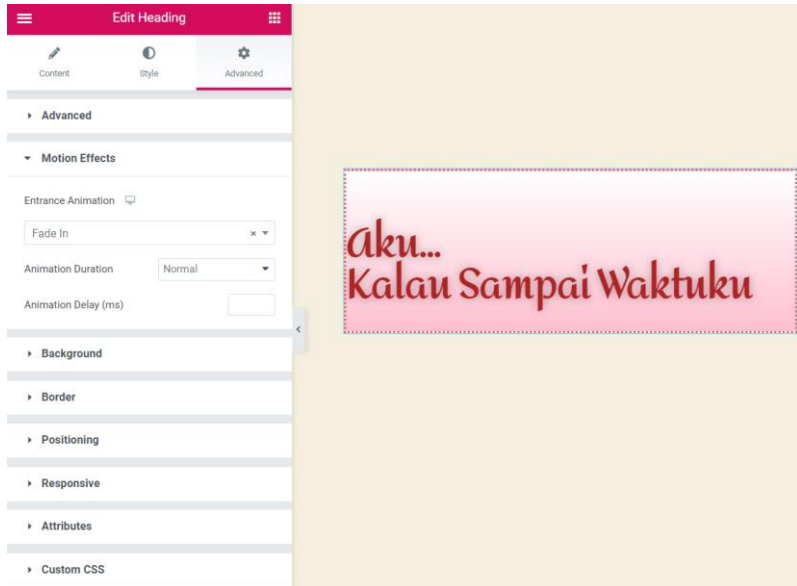 Edit Heading
Content Style Advanced
Advanced
Motion Effects
Entrance Animation
Fade In
Animation Duration Normal
Animation Delay (ms)
Background
Border
Positioning
Responsive
Attributes
Custom CSS
Aku...
Kalau Sampai Waktuku